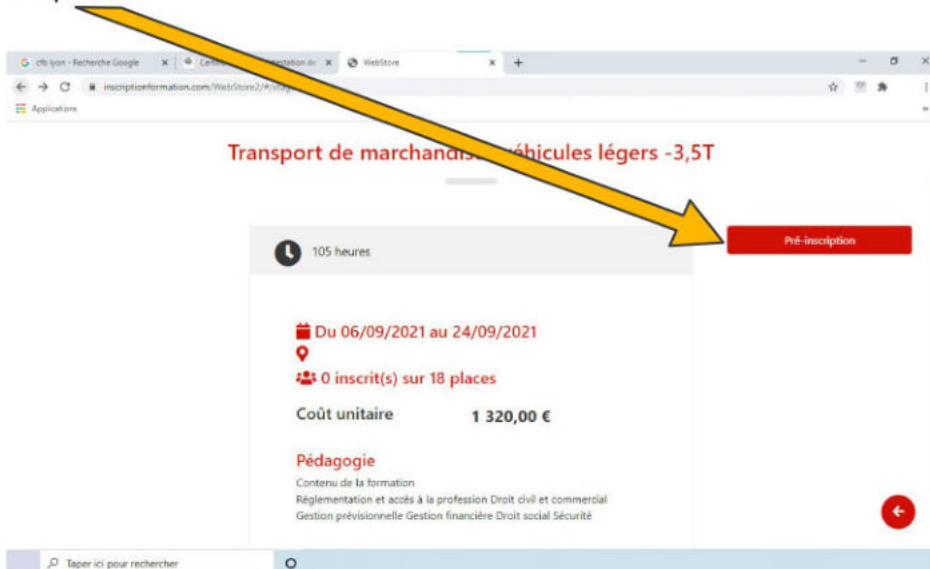 cfb lyon - Recherche Google
WebStore
inscriptionformation.com/WebStore2/#/stag
Applications
Transport de marchandises véhicules légers -3,5T
Pré-inscription
105 heures
Du 06/09/2021 au 24/09/2021
0 inscrit(s) sur 18 places
Coût unitaire 1 320,00 €
Pédagogie
Contenu de la formation
Réglementation et accès à la profession Droit civil et commercial
Gestion prévisionnelle Gestion financière Droit social Sécurité
Taper ici pour rechercher